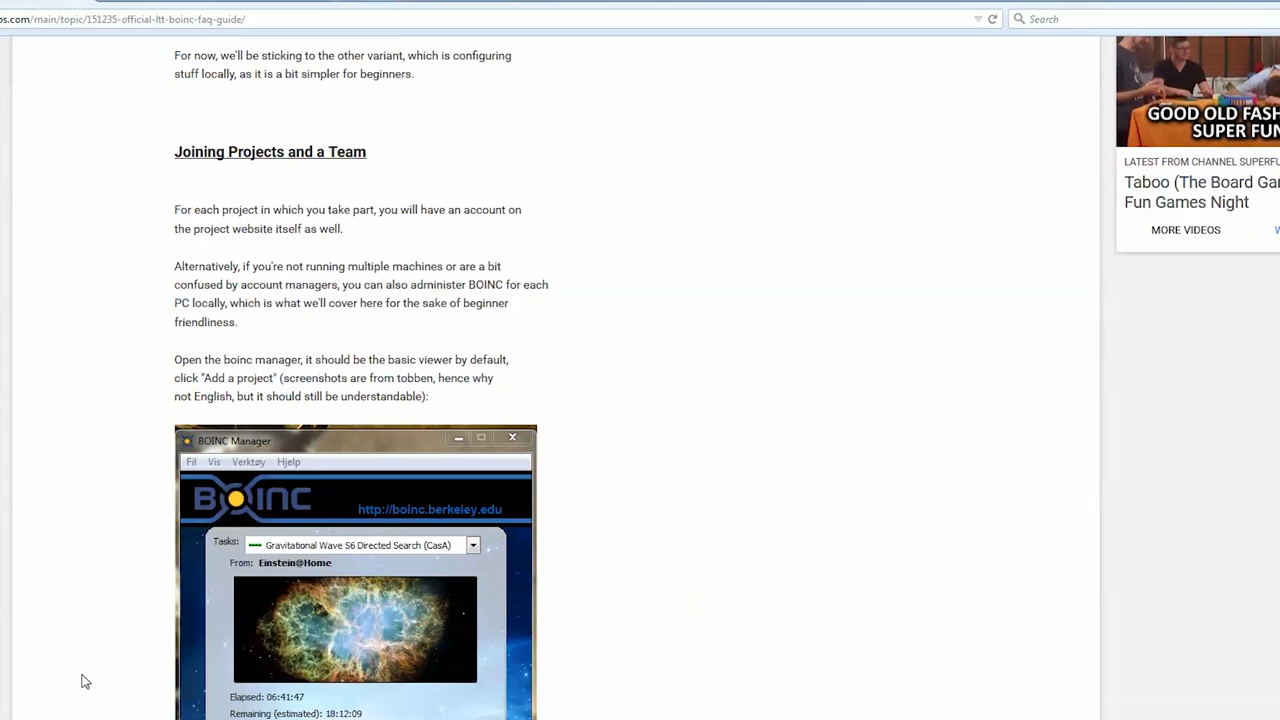 ps.com/main/topic/151235-official-ltt-boinc-faq-guide/
Search
For now, we'll be sticking to the other variant, which is configuring
stuff locally, as it is a bit simpler for beginners.
Joining Projects and a Team
For each project in which you take part, you will have an account on
the project website itself as well.
Alternatively, if you're not running multiple machines or are a bit
confused by account managers, you can also administer BOINC for each
PC locally, which is what we'll cover here for the sake of beginner
friendliness.
Open the boinc manager, it should be the basic viewer by default,
click "Add a project" (screenshots are from tobben, hence why
not English, but it should still be understandable):
BOINC Manager
Fil Vis Verktøy Hjelp
BOINC
http://boinc.berkeley.edu
Tasks: Gravitational Wave S6 Directed Search (CasA)
From: Einstein@Home
Elapsed: 06:41:47
Remaining (estimated): 18:12:09
GOOD OLD FASH
SUPER FUN
LATEST FROM CHANNEL SUPERFU
Taboo (The Board Ga
Fun Games Night
MORE VIDEOS